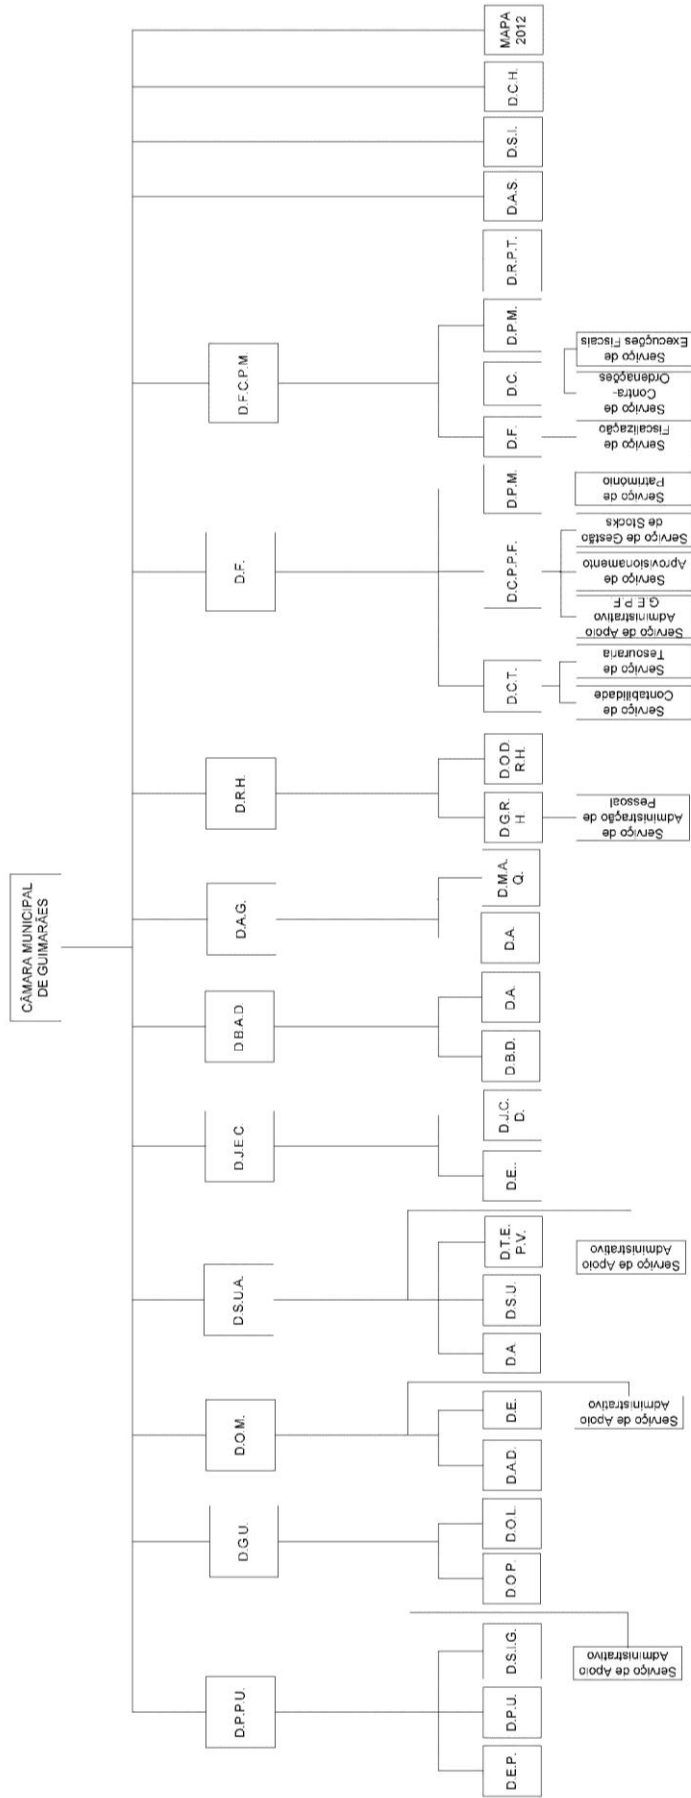 CÂMARA MUNICIPAL
DE GUIMARÃES
D.P.P.U.
D.G.U.
D.O.M.
D.S.U.A.
D.J.E.C
D.B.A.D.
D.A.G.
D.R.H.
D.F.
D.F.C.P.M.
D.E.P.
D.P.U.
D.S.I.G.
D.O.P.
D.O.L.
D.A.D.
D.E.
D.A.
D.S.U.
D.T.E.
P.V.
D.E..
D.J.C.
D.
D.B.D.
D.A.
D.A.
D.M.A.
Q.
D.G.R.
H
D.O.D.
R.H.
D.C.T.
D.C.P.P.F.
D.P.M.
D.F.
D.C.
D.P.M.
D.R.P.T.
D.A.S.
D.S.I.
D.C.H.
MAPA
2012
Serviço de Apoio
Administrativo
Serviço de Apoio
Administrativo
Serviço de Apoio
Administrativo
Serviço de
Administração de
Pessoal
Serviço de
Contabilidade
Serviço de
Tesouraria
Serviço de Apoio
Administrativo
G.E.P.F
Serviço de
Aprovisionamento
Serviço de Gestão
de Stocks
Serviço de
Património
Serviço de
Fiscalização
Serviço de
Contra-
Ordenações
Serviço de
Execuções Fiscais